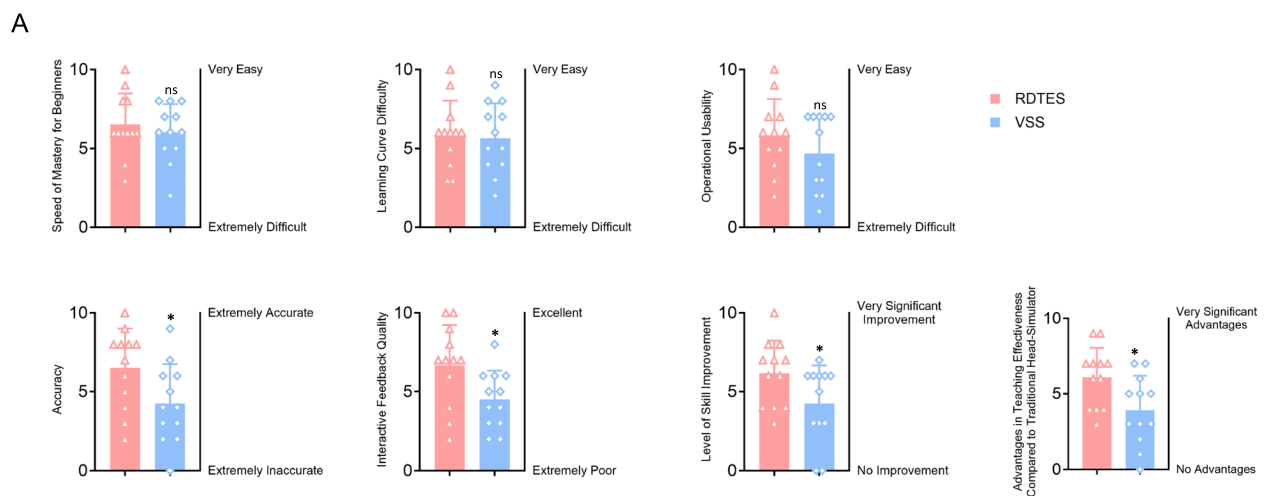 A
Speed of Mastery for Beginners
10
5
0
ns
Very Easy
Extremely Difficult
Learning Curve Difficulty
10
5
0
ns
Very Easy
Extremely Difficult
Operational Usability
10
5
0
ns
Very Easy
Extremely Difficult
RDTES
VSS
Accuracy
10
5
0
*
Extremely Accurate
Extremely Inaccurate
Interactive Feedback Quality
10
5
0
*
Excellent
Extremely Poor
Level of Skill Improvement
10
5
0
*
Very Significant
Improvement
No Improvement
Advantages in Teaching Effectiveness
Compared to Traditional Head-Simulator
10
5
0
*
Very Significant
Advantages
No Advantages